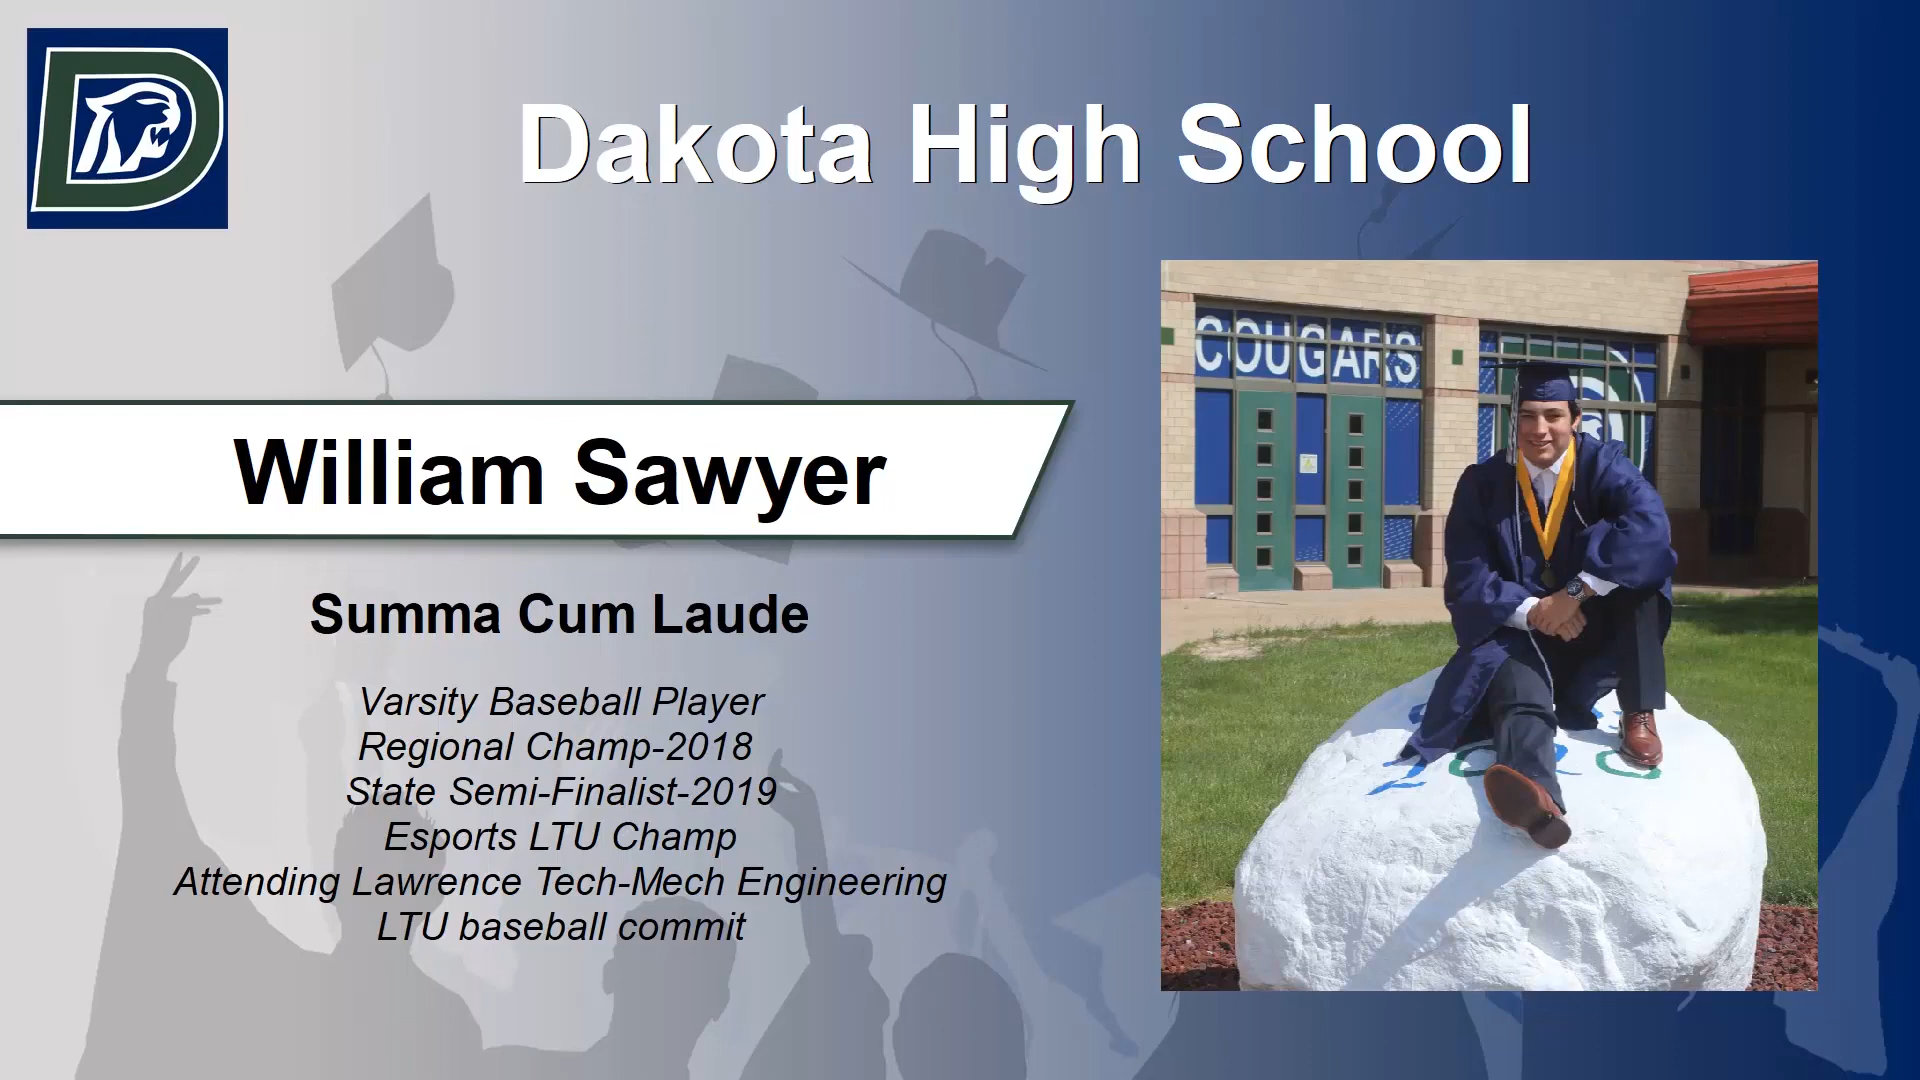 D
Dakota High School
COUGARS
William Sawyer
Summa Cum Laude
Varsity Baseball Player
Regional Champ-2018
State Semi-Finalist-2019
Esports LTU Champ
Attending Lawrence Tech-Mech Engineering
LTU baseball commit